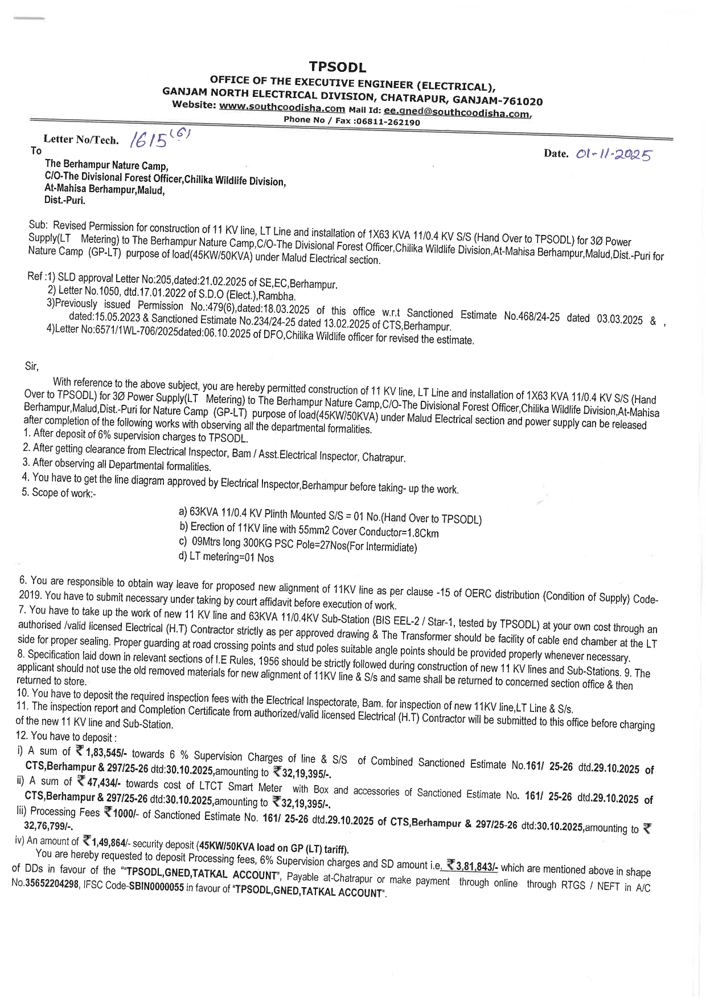 TPSODL
OFFICE OF THE EXECUTIVE ENGINEER (ELECTRICAL),
GANJAM NORTH ELECTRICAL DIVISION, CHATRAPUR, GANJAM-761020
Website: www.southcoodisha.com Mail Id: ee.gned@southcoodisha.com,
Phone No / Fax :06811-262190
Letter No/Tech. 1615(6)
Date. 01-11-2025
To
The Berhampur Nature Camp,
C/O-The Divisional Forest Officer,Chilika Wildlife Division,
At-Mahisa Berhampur,Malud,
Dist.-Puri.
Sub: Revised Permission for construction of 11 KV line, LT Line and installation of 1X63 KVA 11/0.4 KV S/S (Hand Over to TPSODL) for 3Ø Power
Supply(LT Metering) to The Berhampur Nature Camp,C/O-The Divisional Forest Officer,Chilika Wildlife Division,At-Mahisa Berhampur,Malud,Dist.-Puri for
Nature Camp (GP-LT) purpose of load(45KW/50KVA) under Malud Electrical section.
Ref :1) SLD approval Letter No:205,dated:21.02.2025 of SE,EC,Berhampur.
2) Letter No.1050, dtd.17.01.2022 of S.D.O (Elect.),Rambha.
3)Previously issued Permission No.:479(6),dated:18.03.2025 of this office w.r.t Sanctioned Estimate No.468/24-25 dated 03.03.2025 & ,
dated:15.05.2023 & Sanctioned Estimate No.234/24-25 dated 13.02.2025 of CTS,Berhampur.
4)Letter No:6571/1WL-706/2025dated:06.10.2025 of DFO,Chilika Wildlife officer for revised the estimate.
Sir,
With reference to the above subject, you are hereby permitted construction of 11 KV line, LT Line and installation of 1X63 KVA 11/0.4 KV S/S (Hand
Over to TPSODL) for 3Ø Power Supply(LT Metering) to The Berhampur Nature Camp,C/O-The Divisional Forest Officer,Chilika Wildlife Division,At-Mahisa
Berhampur,Malud,Dist.-Puri for Nature Camp (GP-LT) purpose of load(45KW/50KVA) under Malud Electrical section and power supply can be released
after completion of the following works with observing all the departmental formalities.
1. After deposit of 6% supervision charges to TPSODL.
2. After getting clearance from Electrical Inspector, Bam / Asst.Electrical Inspector, Chatrapur.
3. After observing all Departmental formalities.
4. You have to get the line diagram approved by Electrical Inspector,Berhampur before taking- up the work.
5. Scope of work:-
a) 63KVA 11/0.4 KV Plinth Mounted S/S = 01 No.(Hand Over to TPSODL)
b) Erection of 11KV line with 55mm2 Cover Conductor=1.8Ckm
c) 09Mtrs long 300KG PSC Pole=27Nos(For Intermidiate)
d) LT metering=01 Nos
6. You are responsible to obtain way leave for proposed new alignment of 11KV line as per clause -15 of OERC distribution (Condition of Supply) Code-
2019. You have to submit necessary under taking by court affidavit before execution of work.
7. You have to take up the work of new 11 KV line and 63KVA 11/0.4KV Sub-Station (BIS EEL-2 / Star-1, tested by TPSODL) at your own cost through an
authorised /valid licensed Electrical (H.T) Contractor strictly as per approved drawing & The Transformer should be facility of cable end chamber at the LT
side for proper sealing. Proper guarding at road crossing points and stud poles suitable angle points should be provided properly whenever necessary.
8. Specification laid down in relevant sections of I.E Rules, 1956 should be strictly followed during construction of new 11 KV lines and Sub-Stations. 9. The
applicant should not use the old removed materials for new alignment of 11KV line & S/s and same shall be returned to concerned section office & then
returned to store.
10. You have to deposit the required inspection fees with the Electrical Inspectorate, Bam. for inspection of new 11KV line,LT Line & S/s.
11. The inspection report and Completion Certificate from authorized/valid licensed Electrical (H.T) Contractor will be submitted to this office before charging
of the new 11 KV line and Sub-Station.
12. You have to deposit :
i) A sum of ₹1,83,545/- towards 6 % Supervision Charges of line & S/S of Combined Sanctioned Estimate No.161/ 25-26 dtd.29.10.2025 of
CTS,Berhampur & 297/25-26 dtd:30.10.2025,amounting to ₹32,19,395/-.
ii) A sum of ₹ 47,434/- towards cost of LTCT Smart Meter with Box and accessories of Sanctioned Estimate No. 161/ 25-26 dtd.29.10.2025 of
CTS,Berhampur & 297/25-26 dtd:30.10.2025,amounting to ₹32,19,395/-.
Iii) Processing Fees ₹1000/- of Sanctioned Estimate No. 161/ 25-26 dtd.29.10.2025 of CTS,Berhampur & 297/25-26 dtd:30.10.2025,amounting to ₹
32,76,799/-.
iv) An amount of ₹1,49,864/- security deposit (45KW/50KVA load on GP (LT) tariff).
You are hereby requested to deposit Processing fees, 6% Supervision charges and SD amount i.e. ₹3,81,843/- which are mentioned above in shape
of DDs in favour of the ““TPSODL,GNED,TATKAL ACCOUNT”, Payable at-Chatrapur or make payment through online through RTGS / NEFT in A/C
No.35652204298, IFSC Code-SBIN0000055 in favour of “TPSODL,GNED,TATKAL ACCOUNT”.